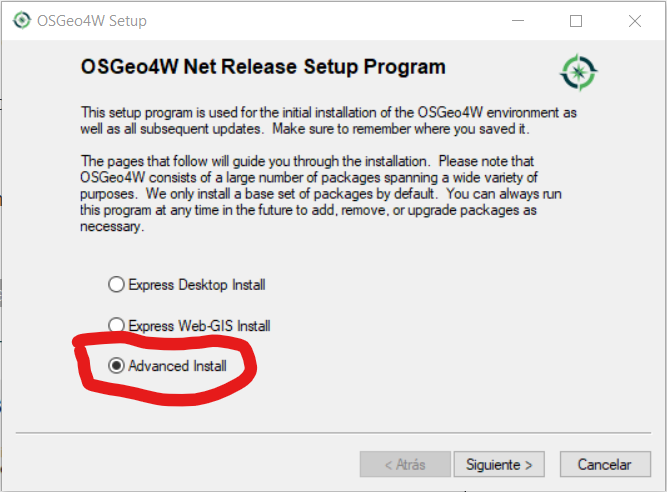 OSGeo4W Setup
OSGeo4W Net Release Setup Program
This setup program is used for the initial installation of the OSGeo4W environment as
well as all subsequent updates.  Make sure to remember where you saved it.
The pages that follow will guide you through the installation.  Please note that
OSGeo4W consists of a large number of packages spanning a wide variety of
purposes.  We only install a base set of packages by default.  You can always run
this program at any time in the future to add, remove, or upgrade packages as
necessary.
Express Desktop Install
Express Web-GIS Install
Advanced Install
< Atrás
Siguiente >
Cancelar